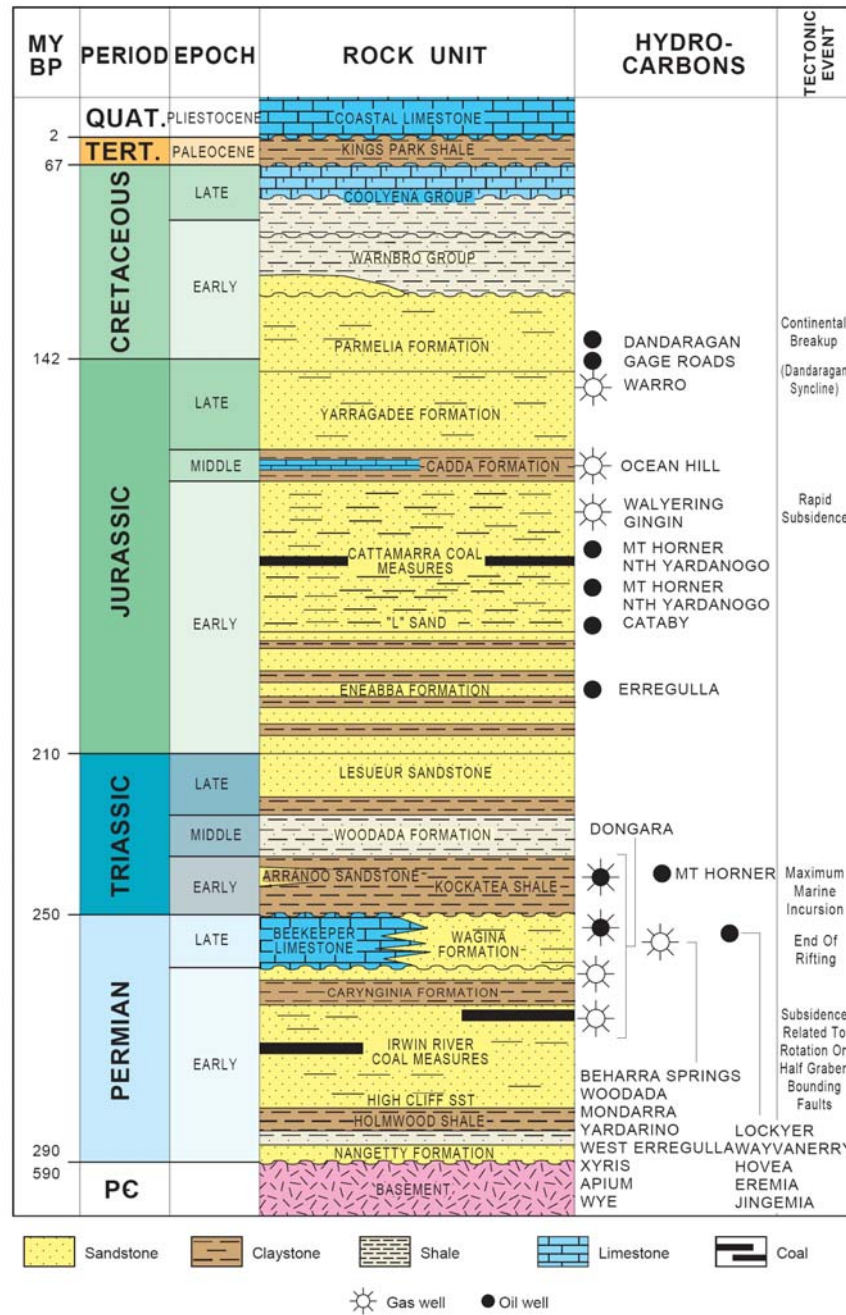 MY
BP
PERIOD
EPOCH
ROCK UNIT
HYDRO-
CARBONS
TECTONIC
EVENT
QUAT.
PLIESTOCENE
COASTAL LIMESTONE
2
TERT.
PALEOCENE
KINGS PARK SHALE
67
CRETACEOUS
LATE
COOLYENA GROUP
WARNBRO GROUP
EARLY
PARMELIA FORMATION
DANDARAGAN
GAGE ROADS
WARRO
Continental
Breakup
(Dandaragan
Syncline)
142
JURASSIC
LATE
YARRAGADEE FORMATION
MIDDLE
CADDA FORMATION
OCEAN HILL
WALYERING
GINGIN
Rapid
Subsidence
CATTAMARRA COAL
MEASURES
MT HORNER
NTH YARDANOGO
MT HORNER
NTH YARDANOGO
EARLY
"L" SAND
CATABY
ENEABBA FORMATION
ERREGULLA
210
TRIASSIC
LATE
LESUEUR SANDSTONE
MIDDLE
WOODADA FORMATION
DONGARA
EARLY
ARRANOO SANDSTONE
KOCKATEA SHALE
MT HORNER
Maximum
Marine
Incursion
250
PERMIAN
LATE
BEEKEEPER
LIMESTONE
WAGINA
FORMATION
End Of
Rifting
CARYNGINIA FORMATION
EARLY
IRWIN RIVER
COAL MEASURES
Subsidence
Related To
Rotation On
Half Graben
Bounding
Faults
HIGH CLIFF SST
HOLMWOOD SHALE
NANGETTY FORMATION
BEHARRA SPRINGS
WOODADA
MONDARRA
YARDARINO
WEST ERREGULLA
XYRIS
APIUM
WYE
LOCKYER
WAYVANERRY
HOVEA
EREMIA
JINGEMIA
290
590
PЄ
BASEMENT
Sandstone
Claystone
Shale
Limestone
Coal
Gas well
Oil well